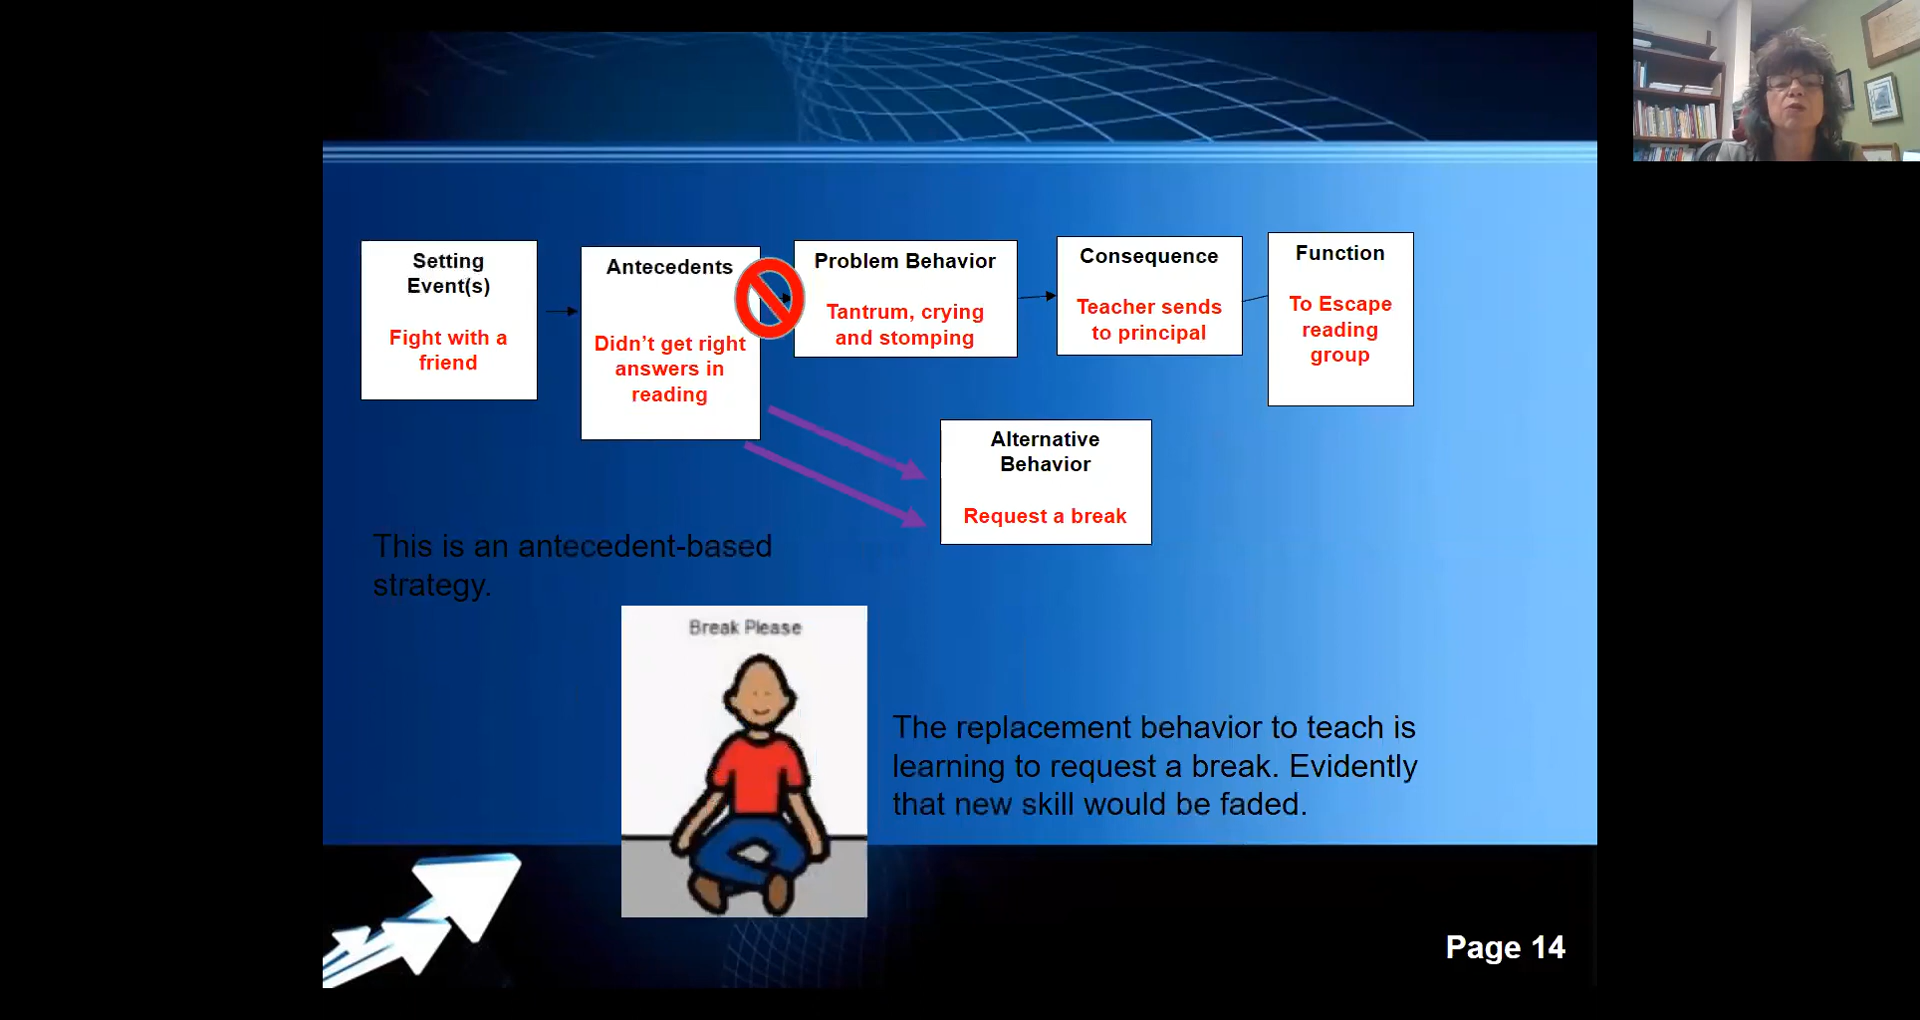 Setting
Event(s)
Fight with a
friend
Antecedents
Didn't get right
answers in
reading
Problem Behavior
Tantrum, crying
and stomping
Consequence
Teacher sends
to principal
Function
To Escape
reading
group
Alternative
Behavior
Request a break
This is an antecedent-based
strategy.
Break Please
The replacement behavior to teach is
learning to request a break. Evidently
that new skill would be faded.
Page 14